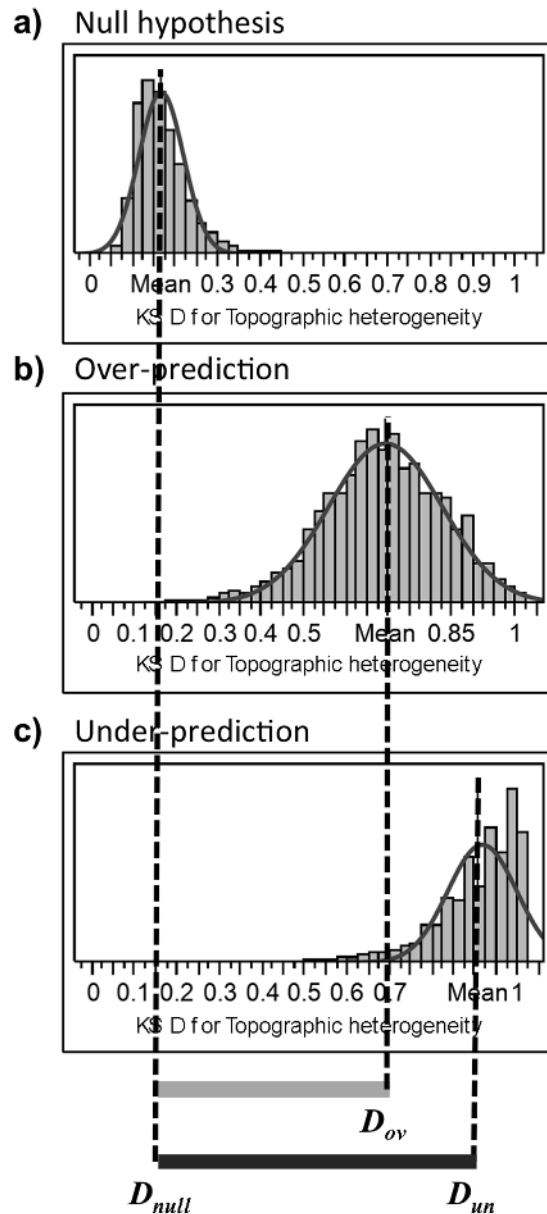 a) Null hypothesis
0 Mean 0.3 0.4 0.5 0.6 0.7 0.8 0.9 1
KS D for Topographic heterogeneity
b) Over-prediction
0 0.1 0.2 0.3 0.4 0.5 Mean 0.85 1
KS D for Topographic heterogeneity
c) Under-prediction
0 0.1 0.2 0.3 0.4 0.5 0.6 0.7 Mean 1
KS D for Topographic heterogeneity
D_ov
D_null D_un